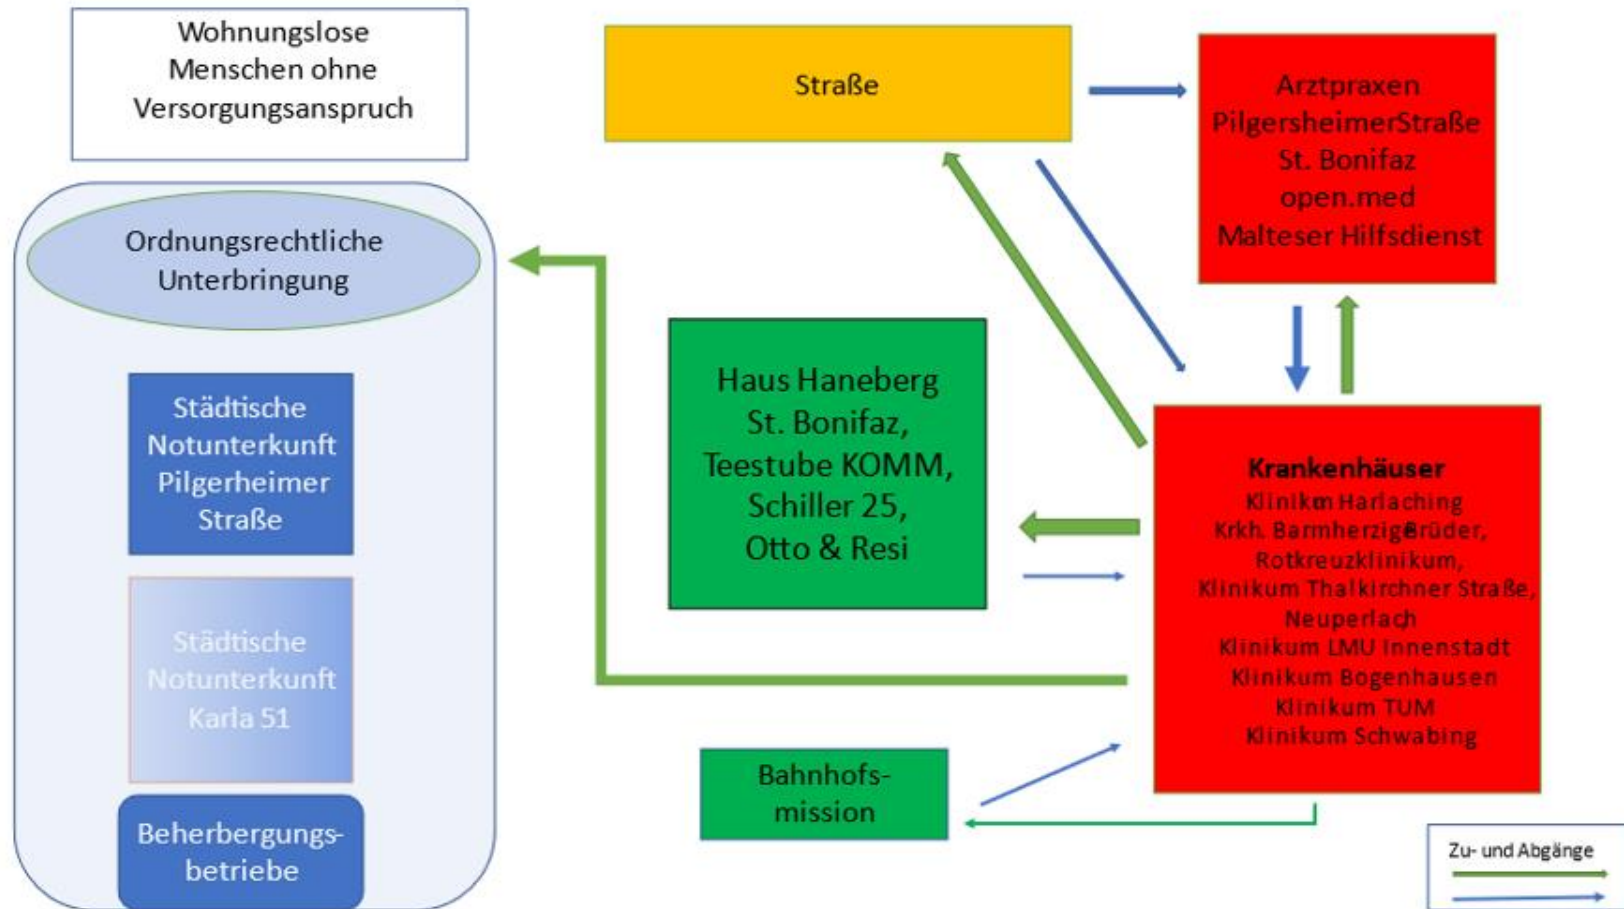 Wohnungslose
Menschen ohne
Versorgungsanspruch
Ordnungsrechtliche
Unterbringung
Städtische
Notunterkunft
Pilgerheimer
Straße
Städtische
Notunterkunft
Karla 51
Beherbergungs-
betriebe
Straße
Arztpraxen
PilgersheimerStraße
St. Bonifaz
open.med
Malteser Hilfsdienst
Haus Haneberg
St. Bonifaz,
Teestube KOMM,
Schiller 25,
Otto & Resi
Krankenhäuser
Klinikum Harlaching
Krkh. Barmherzige Brüder,
Rotkreuzklinikum,
Klinikum Thalkirchner Straße,
Neuperlach,
Klinikum LMU Innenstadt
Klinikum Bogenhausen
Klinikum TUM
Klinikum Schwabing
Bahnhofs-
mission
Zu- und Abgänge